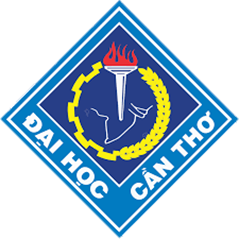 ĐẠI HỌC
CẦN THƠ